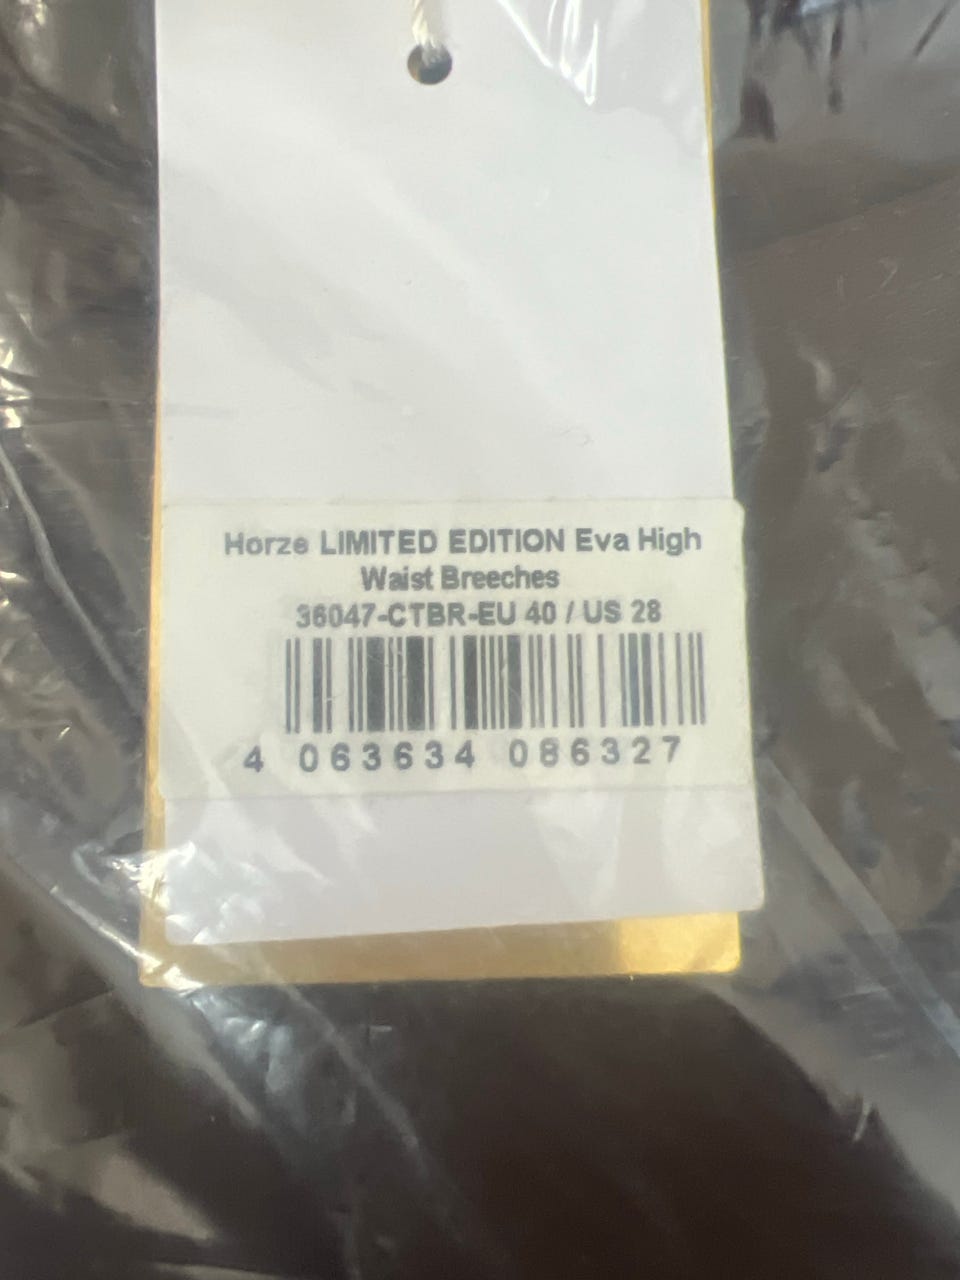 Horze LIMITED EDITION Eva High
Waist Breeches
36047-CTBR-EU 40 / US 28
4 063634 086327